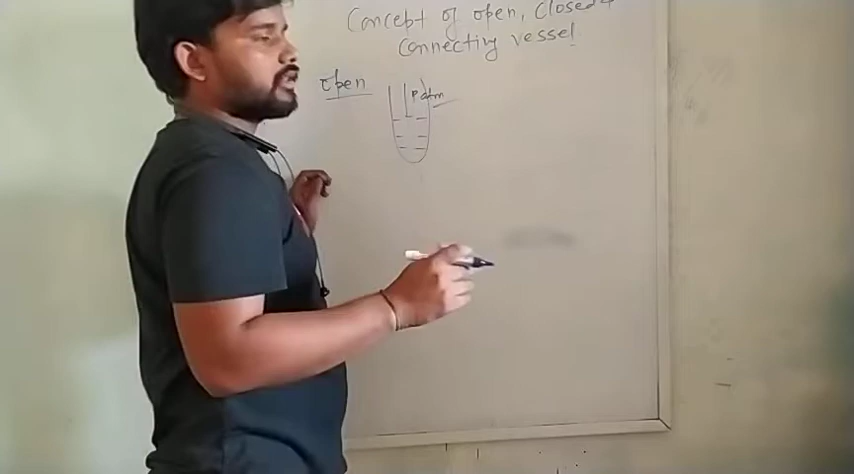 Concept of open, closed &
Connecting vessel
open
Patm